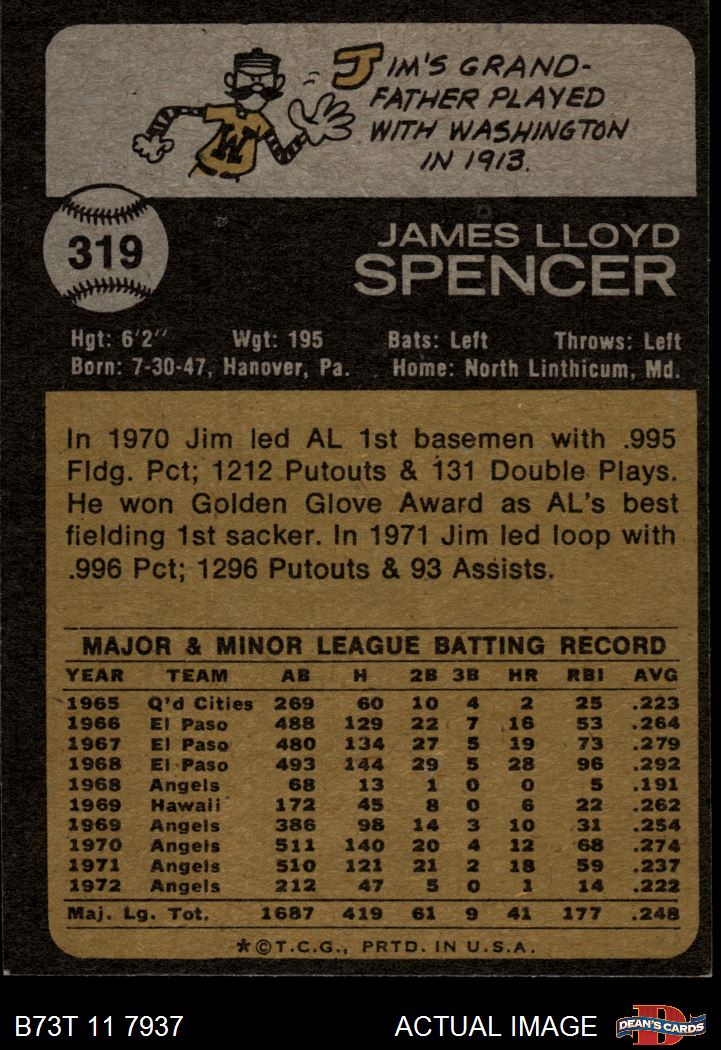 JIM'S GRAND-
FATHER PLAYED
WITH WASHINGTON
IN 1913.
W
319
JAMES LLOYD
SPENCER
Hgt: 6'2" Wgt: 195 Bats: Left Throws: Left
Born: 7-30-47, Hanover, Pa. Home: North Linthicum, Md.
In 1970 Jim led AL 1st basemen with .995
Fldg. Pct; 1212 Putouts & 131 Double Plays.
He won Golden Glove Award as AL's best
fielding 1st sacker. In 1971 Jim led loop with
.996 Pct; 1296 Putouts & 93 Assists.
MAJOR & MINOR LEAGUE BATTING RECORD
YEAR TEAM AB H 2B 3B HR RBI AVG
1965 Q'd Cities 269 60 10 4 2 25 .223
1966 El Paso 488 129 22 7 16 53 .264
1967 El Paso 480 134 27 5 19 73 .279
1968 El Paso 493 144 29 5 28 96 .292
1968 Angels 68 13 1 0 0 5 .191
1969 Hawaii 172 45 8 0 6 22 .262
1969 Angels 386 98 14 3 10 31 .254
1970 Angels 511 140 20 4 12 68 .274
1971 Angels 510 121 21 2 18 59 .237
1972 Angels 212 47 5 0 1 14 .222
Maj. Lg. Tot. 1687 419 61 9 41 177 .248
*©T.C.G., PRTD. IN U.S.A.
B73T 11 7937 ACTUAL IMAGE D DEAN'S CARDS